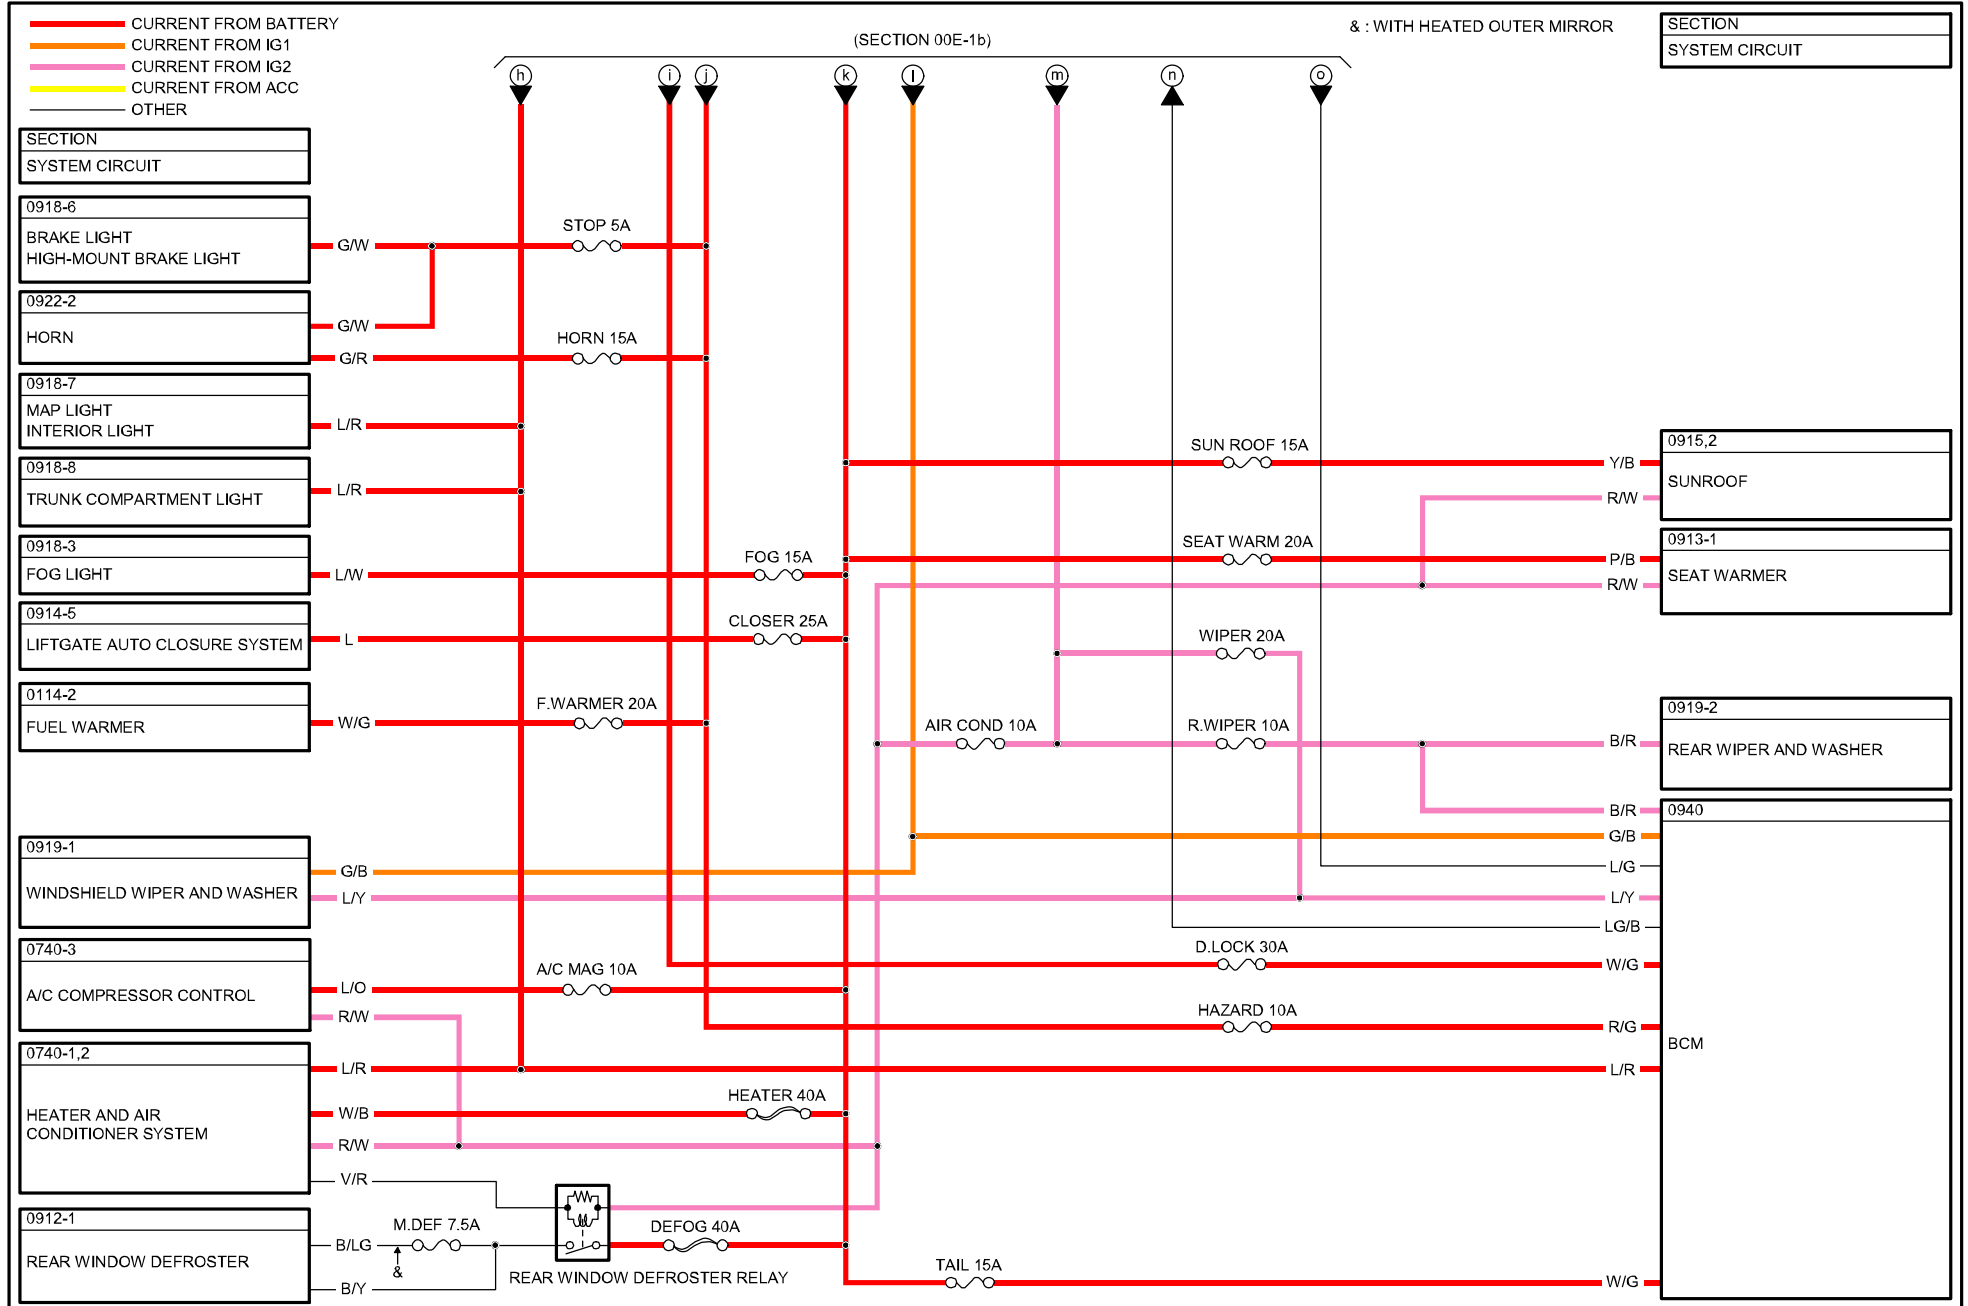 CURRENT FROM BATTERY
CURRENT FROM IG1
CURRENT FROM IG2
CURRENT FROM ACC
OTHER
(SECTION 00E-1b)
& : WITH HEATED OUTER MIRROR
SECTION
SYSTEM CIRCUIT
h
i
j
k
l
m
n
o
SECTION
SYSTEM CIRCUIT
0918-6
BRAKE LIGHT
HIGH-MOUNT BRAKE LIGHT
G/W
STOP 5A
0922-2
HORN
G/W
G/R
HORN 15A
0918-7
MAP LIGHT
INTERIOR LIGHT
L/R
0918-8
TRUNK COMPARTMENT LIGHT
L/R
0918-3
FOG LIGHT
L/W
FOG 15A
0914-5
LIFTGATE AUTO CLOSURE SYSTEM
L
CLOSER 25A
0114-2
FUEL WARMER
W/G
F.WARMER 20A
0919-1
WINDSHIELD WIPER AND WASHER
G/B
L/Y
0740-3
A/C COMPRESSOR CONTROL
L/O
R/W
A/C MAG 10A
0740-1,2
HEATER AND AIR
CONDITIONER SYSTEM
L/R
W/B
R/W
V/R
HEATER 40A
0912-1
REAR WINDOW DEFROSTER
B/LG
B/Y
M.DEF 7.5A
&
DEFOG 40A
REAR WINDOW DEFROSTER RELAY
TAIL 15A
AIR COND 10A
SUN ROOF 15A
SEAT WARM 20A
WIPER 20A
R.WIPER 10A
D.LOCK 30A
HAZARD 10A
Y/B
R/W
0915,2
SUNROOF
P/B
R/W
0913-1
SEAT WARMER
B/R
0919-2
REAR WIPER AND WASHER
B/R
G/B
L/G
L/Y
LG/B
W/G
R/G
L/R
W/G
0940
BCM